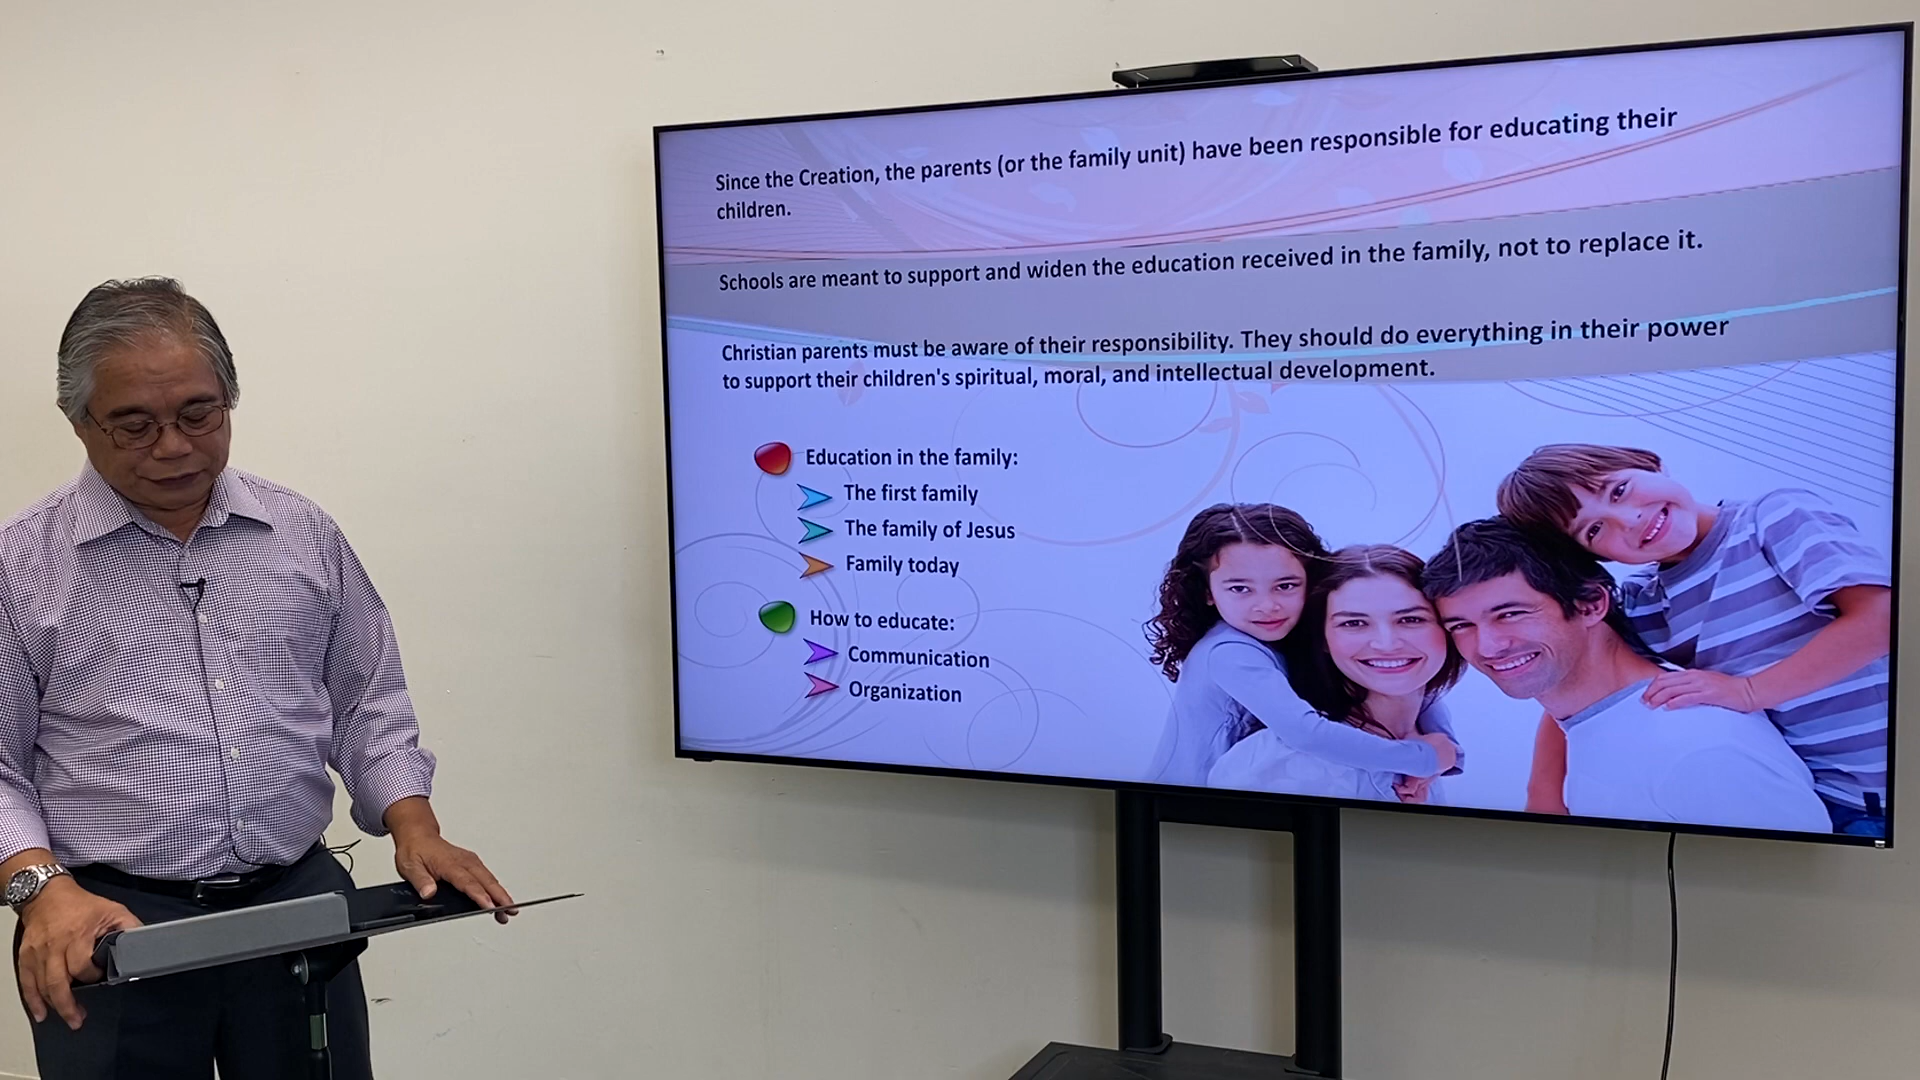 Since the Creation, the parents (or the family unit) have been responsible for educating their
children.
Schools are meant to support and widen the education received in the family, not to replace it.
Christian parents must be aware of their responsibility. They should do everything in their power
to support their children's spiritual, moral, and intellectual development.
Education in the family:
The first family
The family of Jesus
Family today
How to educate:
Communication
Organization